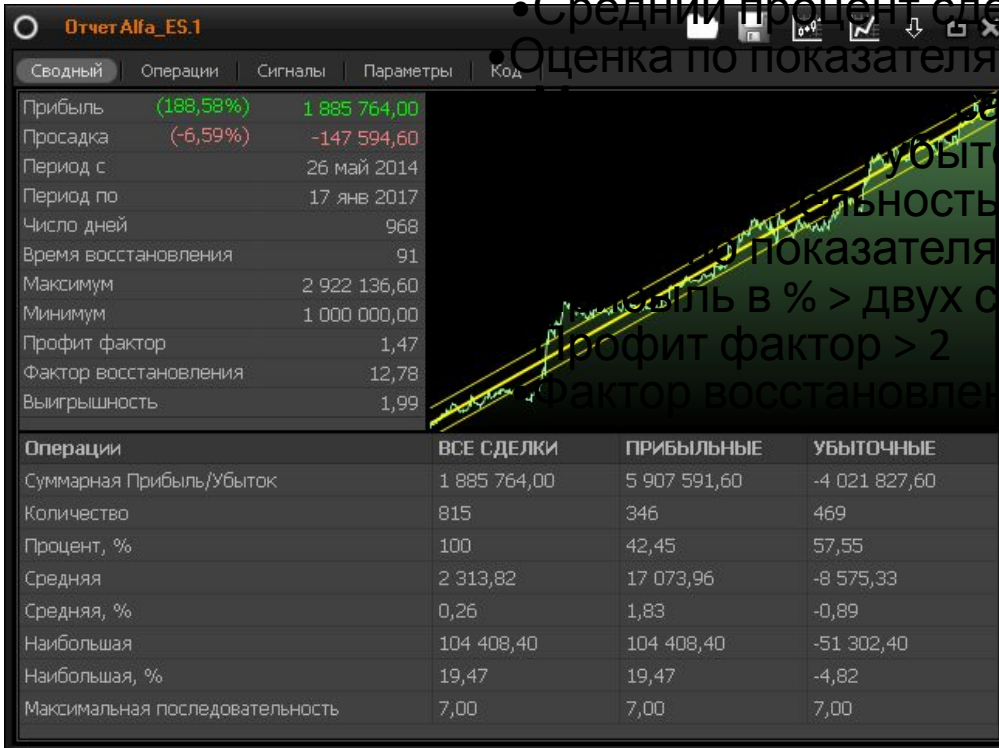 •Средний процент
Отчет Alfa_ES.1
Сводный Операции Сигналы Параметры Код
•Оценка по
Прибыль (188,58%) 1 885 764,00
Просадка (-6,59%) -147 594,60
Период с 26 май 2014
Период по 17 янв 2017
Число дней 968
Время восстановления 91
Максимум 2 922 136,60
Минимум 1 000 000,00
Профит фактор 1,47
Фактор восстановления 12,78
Выигрышность 1,99
по
в % > двух
Профит фактор > 2
•Фактор
Операции ВСЕ СДЕЛКИ ПРИБЫЛЬНЫЕ УБЫТОЧНЫЕ
Суммарная Прибыль/Убыток 1 885 764,00 5 907 591,60 -4 021 827,60
Количество 815 346 469
Процент, % 100 42,45 57,55
Средняя 2 313,82 17 073,96 -8 575,33
Средняя, % 0,26 1,83 -0,89
Наибольшая 104 408,40 104 408,40 -51 302,40
Наибольшая, % 19,47 19,47 -4,82
Максимальная последовательность 7,00 7,00 7,00